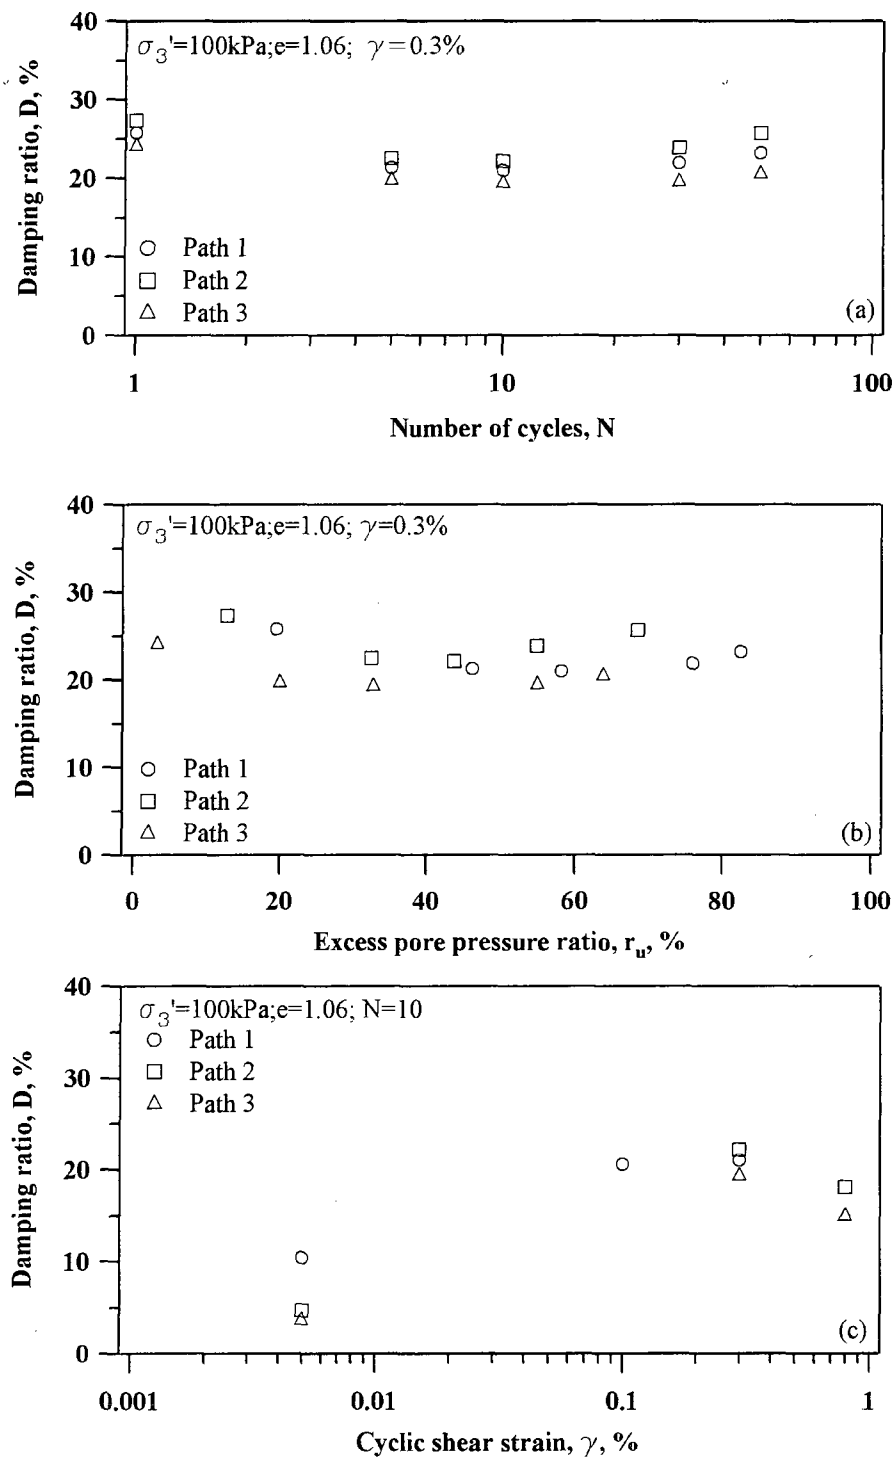 σ3'=100kPa;e=1.06; γ=0.3%
Damping ratio, D, %
40
30
20
10
0
Path 1
Path 2
Path 3
(a)
1
10
100
Number of cycles, N
σ3'=100kPa;e=1.06; γ=0.3%
Damping ratio, D, %
40
30
20
10
0
Path 1
Path 2
Path 3
(b)
0
20
40
60
80
100
Excess pore pressure ratio, ru, %
σ3'=100kPa;e=1.06; N=10
Path 1
Path 2
Path 3
Damping ratio, D, %
40
30
20
10
0
(c)
0.001
0.01
0.1
1
Cyclic shear strain, γ, %